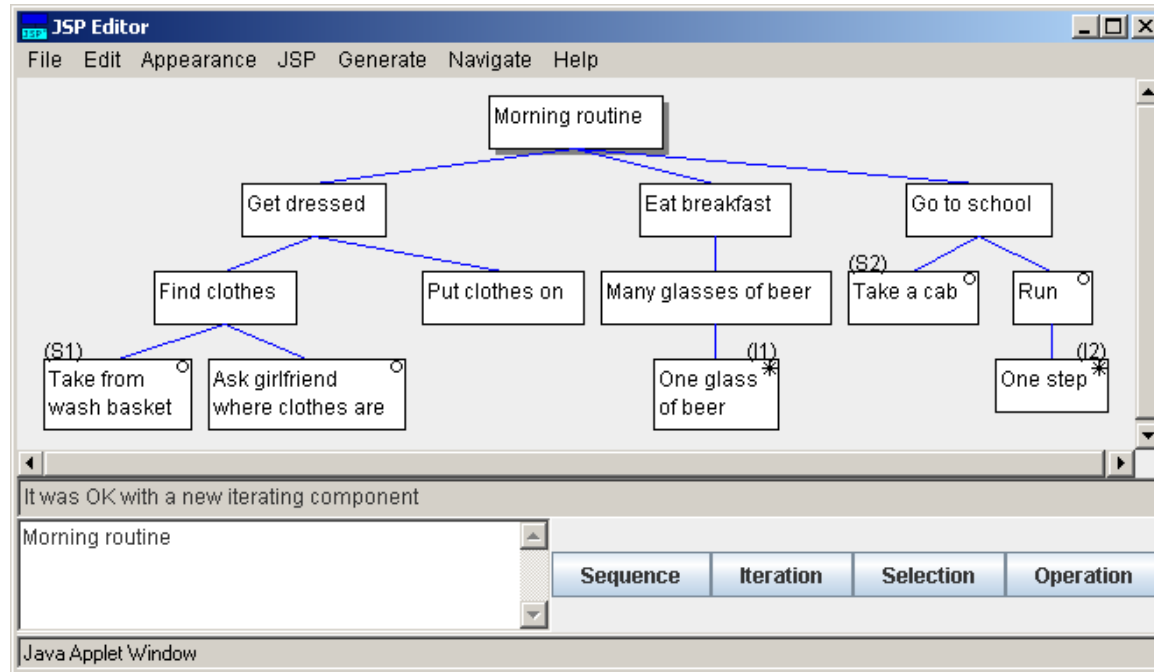 JSP Editor
File Edit Appearance JSP Generate Navigate Help
Morning routine
Get dressed
Eat breakfast
Go to school
Find clothes
Put clothes on
Many glasses of beer
(S2)
Take a cab
Run
(S1)
Take from
wash basket
Ask girlfriend
where clothes are
(I1)
One glass
of beer
(I2)
One step
It was OK with a new iterating component
Morning routine
Sequence Iteration Selection Operation
Java Applet Window